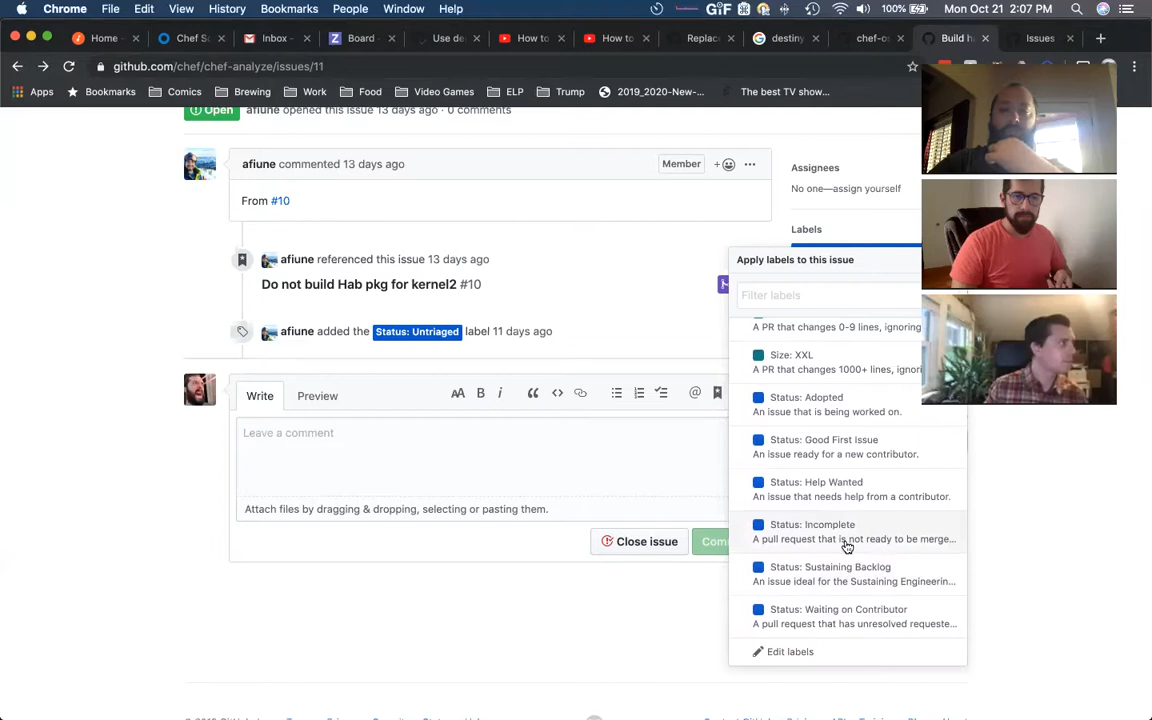 Chrome File Edit View History Bookmarks People Window Help GIF 100% Mon Oct 21 2:07 PM
Home - Chef S Inbox - Board - Use de How to How to Replac destiny chef-o Build h Issues
github.com/chef/chef-analyze/issues/11
Apps Bookmarks Comics Brewing Work Food Video Games ELP Trump 2019_2020-New-... The best TV show...
Open afiune opened this issue 13 days ago · 0 comments
afiune commented 13 days ago Member
From #10
Assignees
No one—assign yourself
Labels
afiune referenced this issue 13 days ago
Do not build Hab pkg for kernel2 #10
afiune added the Status: Untriaged label 11 days ago
Apply labels to this issue
Filter labels
A PR that changes 0-9 lines, ignoring
Size: XXL
A PR that changes 1000+ lines, ignori
Status: Adopted
An issue that is being worked on.
Status: Good First Issue
An issue ready for a new contributor.
Status: Help Wanted
An issue that needs help from a contributor.
Status: Incomplete
A pull request that is not ready to be merge...
Status: Sustaining Backlog
An issue ideal for the Sustaining Engineerin...
Status: Waiting on Contributor
A pull request that has unresolved requeste...
Edit labels
Write Preview
Leave a comment
Attach files by dragging & dropping, selecting or pasting them.
Close issue Com